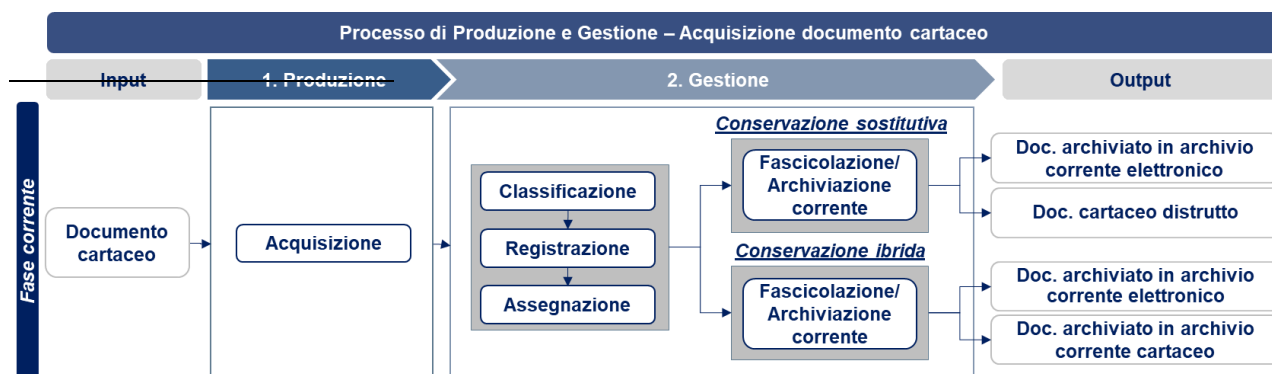 Processo di Produzione e Gestione – Acquisizione documento cartaceo
Input
1. Produzione
2. Gestione
Output
Fase corrente
Documento
cartaceo
Acquisizione
Classificazione
Registrazione
Assegnazione
Conservazione sostitutiva
Fascicolazione/
Archiviazione
corrente
Conservazione ibrida
Fascicolazione/
Archiviazione
corrente
Doc. archiviato in archivio
corrente elettronico
Doc. cartaceo distrutto
Doc. archiviato in archivio
corrente elettronico
Doc. archiviato in archivio
corrente cartaceo